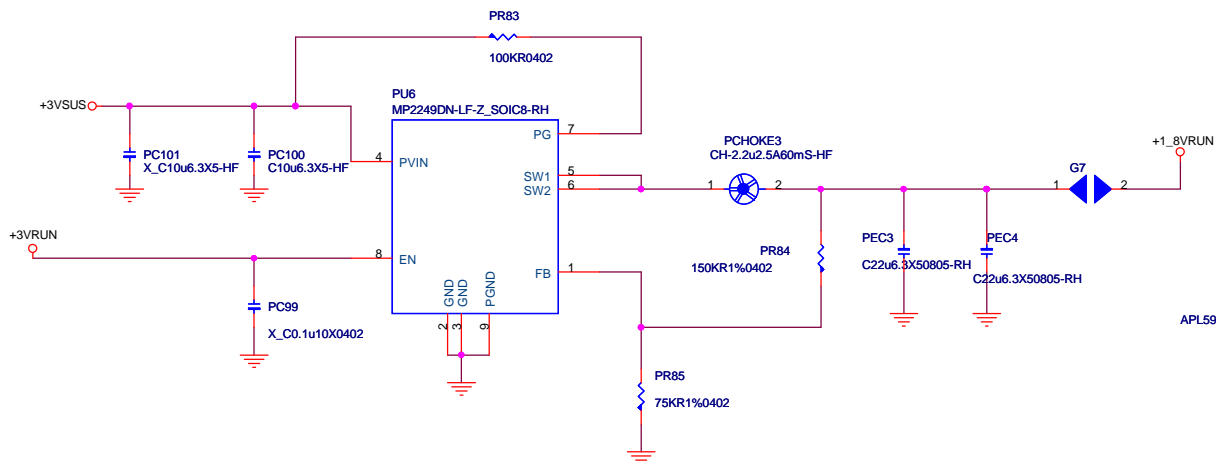 PR83
100KR0402
+3VSUS
PU6
MP2249DN-LF-Z_SOIC8-RH
PC101
X_C10u6.3X5-HF
PC100
C10u6.3X5-HF
4
PVIN
PG
7
SW1
5
SW2
6
PCHOKE3
CH-2.2u2.5A60mS-HF
1
2
+1_8VRUN
G7
1
2
+3VRUN
8
EN
FB
1
PR84
150KR1%0402
PEC3
C22u6.3X50805-RH
PEC4
C22u6.3X50805-RH
PC99
X_C0.1u10X0402
GND
GND
PGND
2
3
9
APL59
PR85
75KR1%0402